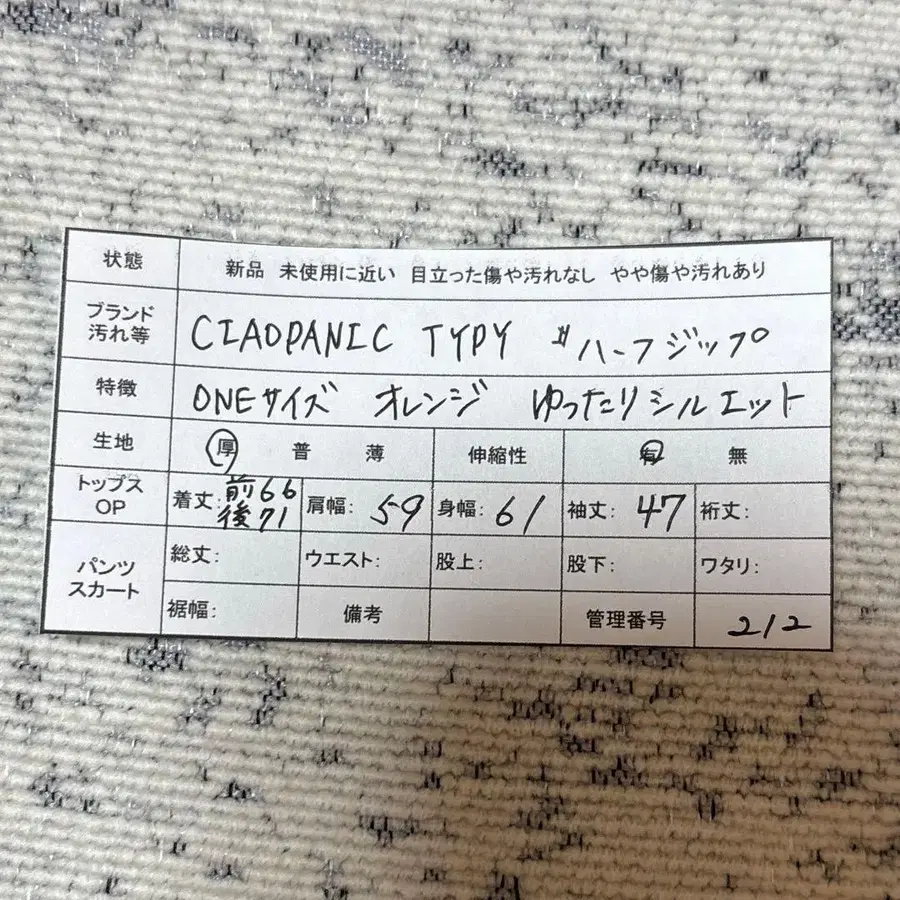 状態 新品 未使用に近い 目立った傷や汚れなし やや傷や汚れあり
ブランド 汚れ等 CIAOPANIC TYPY #ハーフジップ
特徴 ONEサイズ オレンジ ゆったりシルエット
生地 厚 普 薄 伸縮性 有 無
トップス OP 着丈:前66 後71 肩幅:59 身幅:61 袖丈:47 裄丈:
パンツ スカート 総丈: ウエスト: 股上: 股下: ワタリ:
裾幅: 備考 管理番号 212